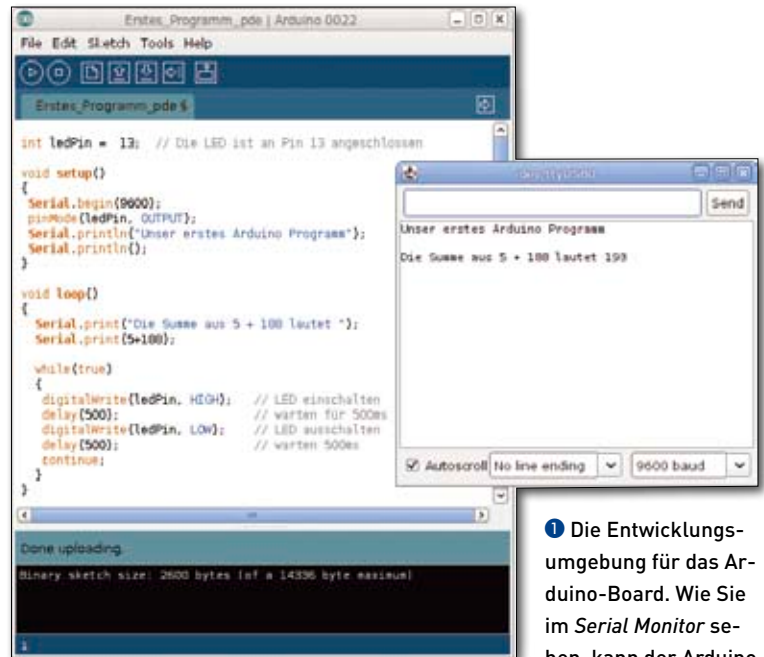 Erstes_Programm_pde | Arduino 0022
File Edit Sketch Tools Help
Erstes_Programm_pde §
int ledPin = 13; // Die LED ist an Pin 13 angeschlossen
void setup()
{
Serial.begin(9600);
pinMode(ledPin, OUTPUT);
Serial.println("Unser erstes Arduino Programm");
Serial.println();
}
void loop()
{
Serial.print("Die Summe aus 5 + 188 lautet ");
Serial.print(5+188);
while(true)
{
digitalWrite(ledPin, HIGH); // LED einschalten
delay(500); // warten für 500ms
digitalWrite(ledPin, LOW); // LED ausschalten
delay(500); // warten 500ms
continue;
}
}
Done uploading.
Binary sketch size: 2600 bytes (of a 14336 byte maximum)
Send
Unser erstes Arduino Programm
Die Summe aus 5 + 188 lautet 193
Autoscroll No line ending 9600 baud
1 Die Entwicklungs-
umgebung für das Ar-
duino-Board. Wie Sie
im Serial Monitor se-
hen, kann der Arduino